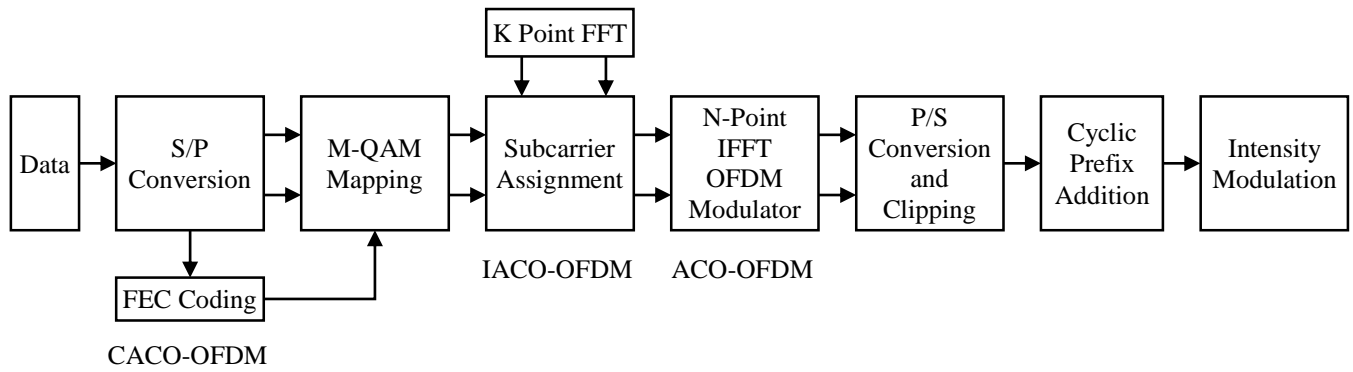 K Point FFT
Data
S/P
Conversion
M-QAM
Mapping
Subcarrier
Assignment
N-Point
IFFT
OFDM
Modulator
P/S
Conversion
and
Clipping
Cyclic
Prefix
Addition
Intensity
Modulation
IACO-OFDM
ACO-OFDM
FEC Coding
CACO-OFDM